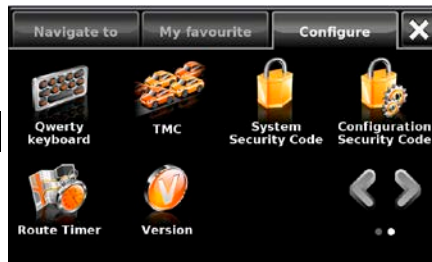 Navigate to
My favourite
Configure
Qwerty
keyboard
TMC
System
Security Code
Configuration
Security Code
Route Timer
Version